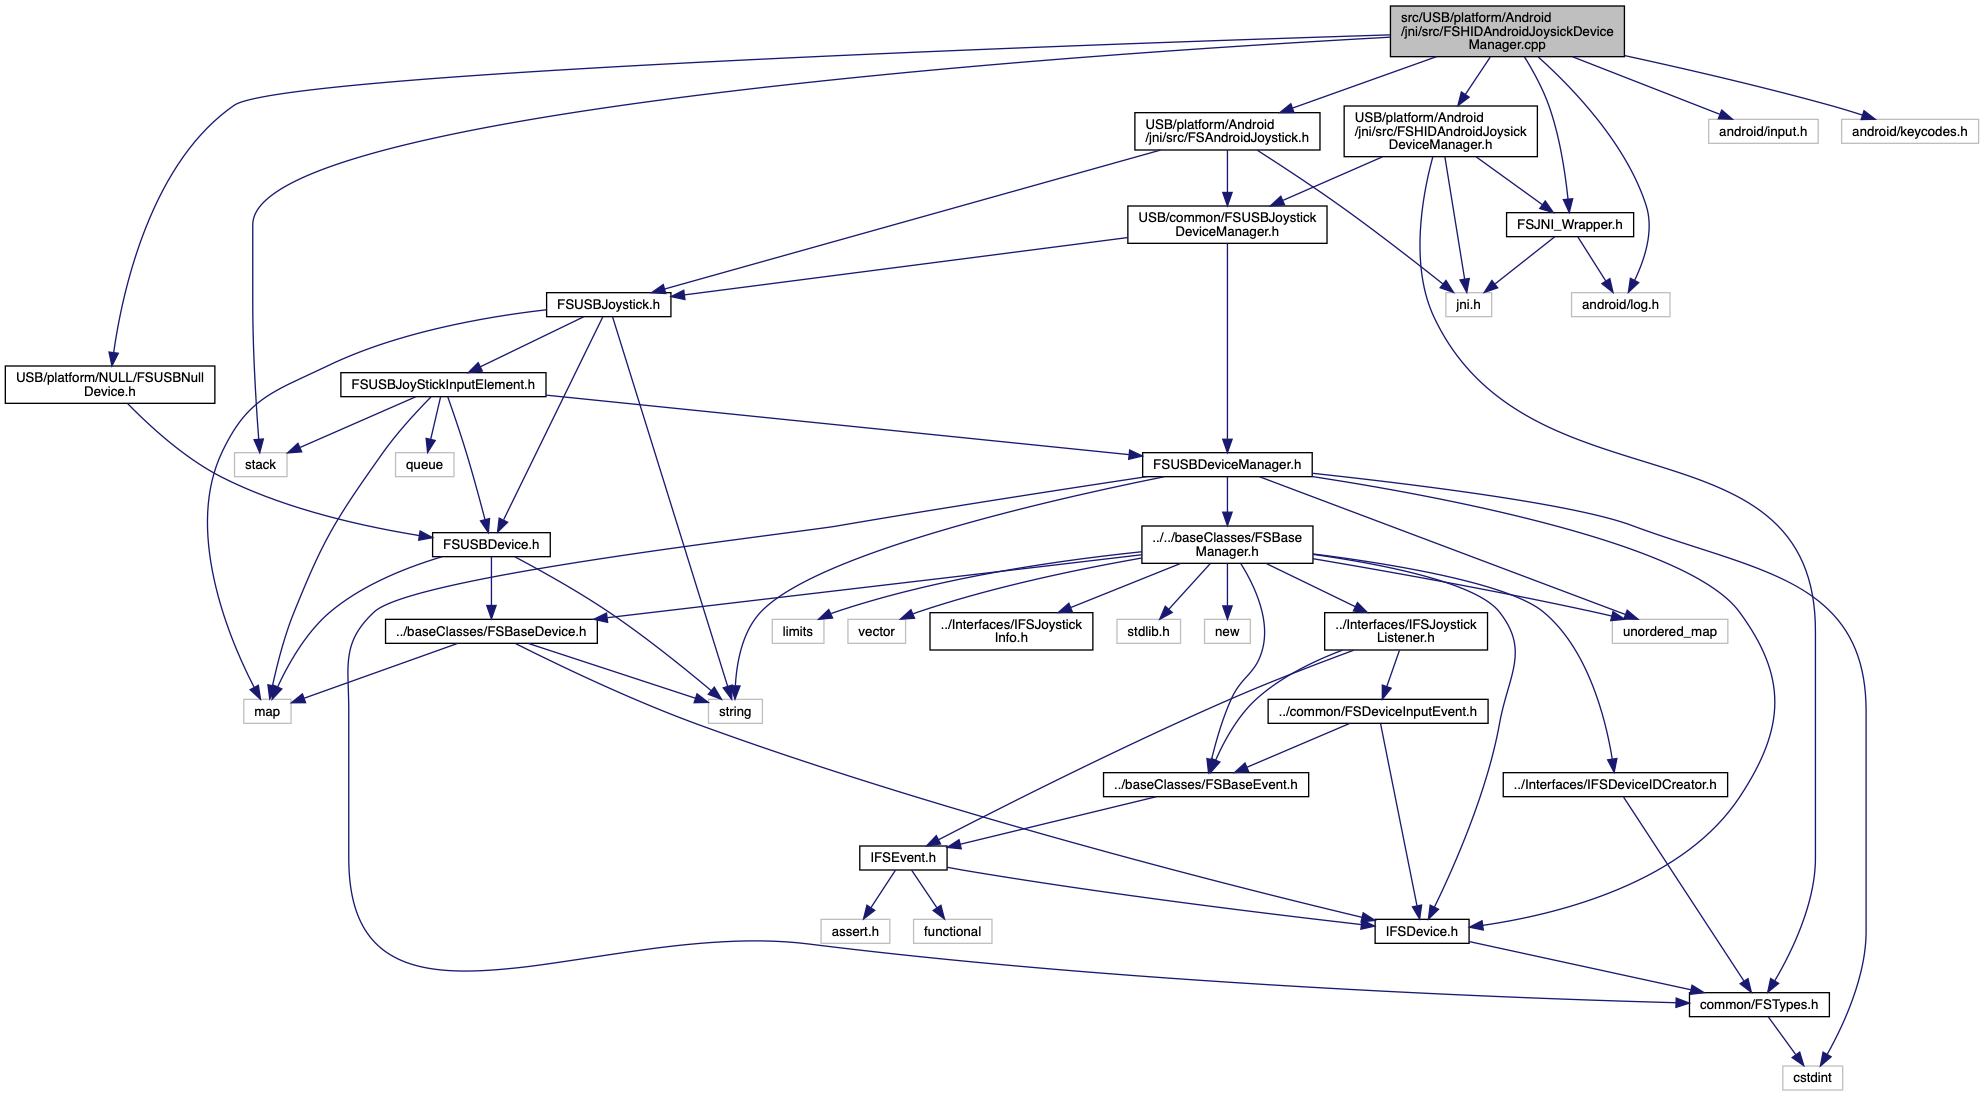 src/USB/platform/Android
/jni/src/FSHIDAndroidJoysickDevice
Manager.cpp
USB/platform/Android
/jni/src/FSAndroidJoystick.h
USB/platform/Android
/jni/src/FSHIDAndroidJoysick
DeviceManager.h
android/input.h
android/keycodes.h
USB/common/FSUSBJoystick
DeviceManager.h
FSJNI_Wrapper.h
FSUSBJoystick.h
jni.h
android/log.h
USB/platform/NULL/FSUSBNull
Device.h
FSUSBJoyStickInputElement.h
stack
queue
FSUSBDeviceManager.h
FSUSBDevice.h
../../baseClasses/FSBase
Manager.h
../baseClasses/FSBaseDevice.h
limits
vector
../Interfaces/IFSJoystick
Info.h
stdlib.h
new
../Interfaces/IFSJoystick
Listener.h
unordered_map
map
string
../common/FSDeviceInputEvent.h
../baseClasses/FSBaseEvent.h
../Interfaces/IFSDeviceIDCreator.h
IFSEvent.h
assert.h
functional
IFSDevice.h
common/FSTypes.h
cstdint